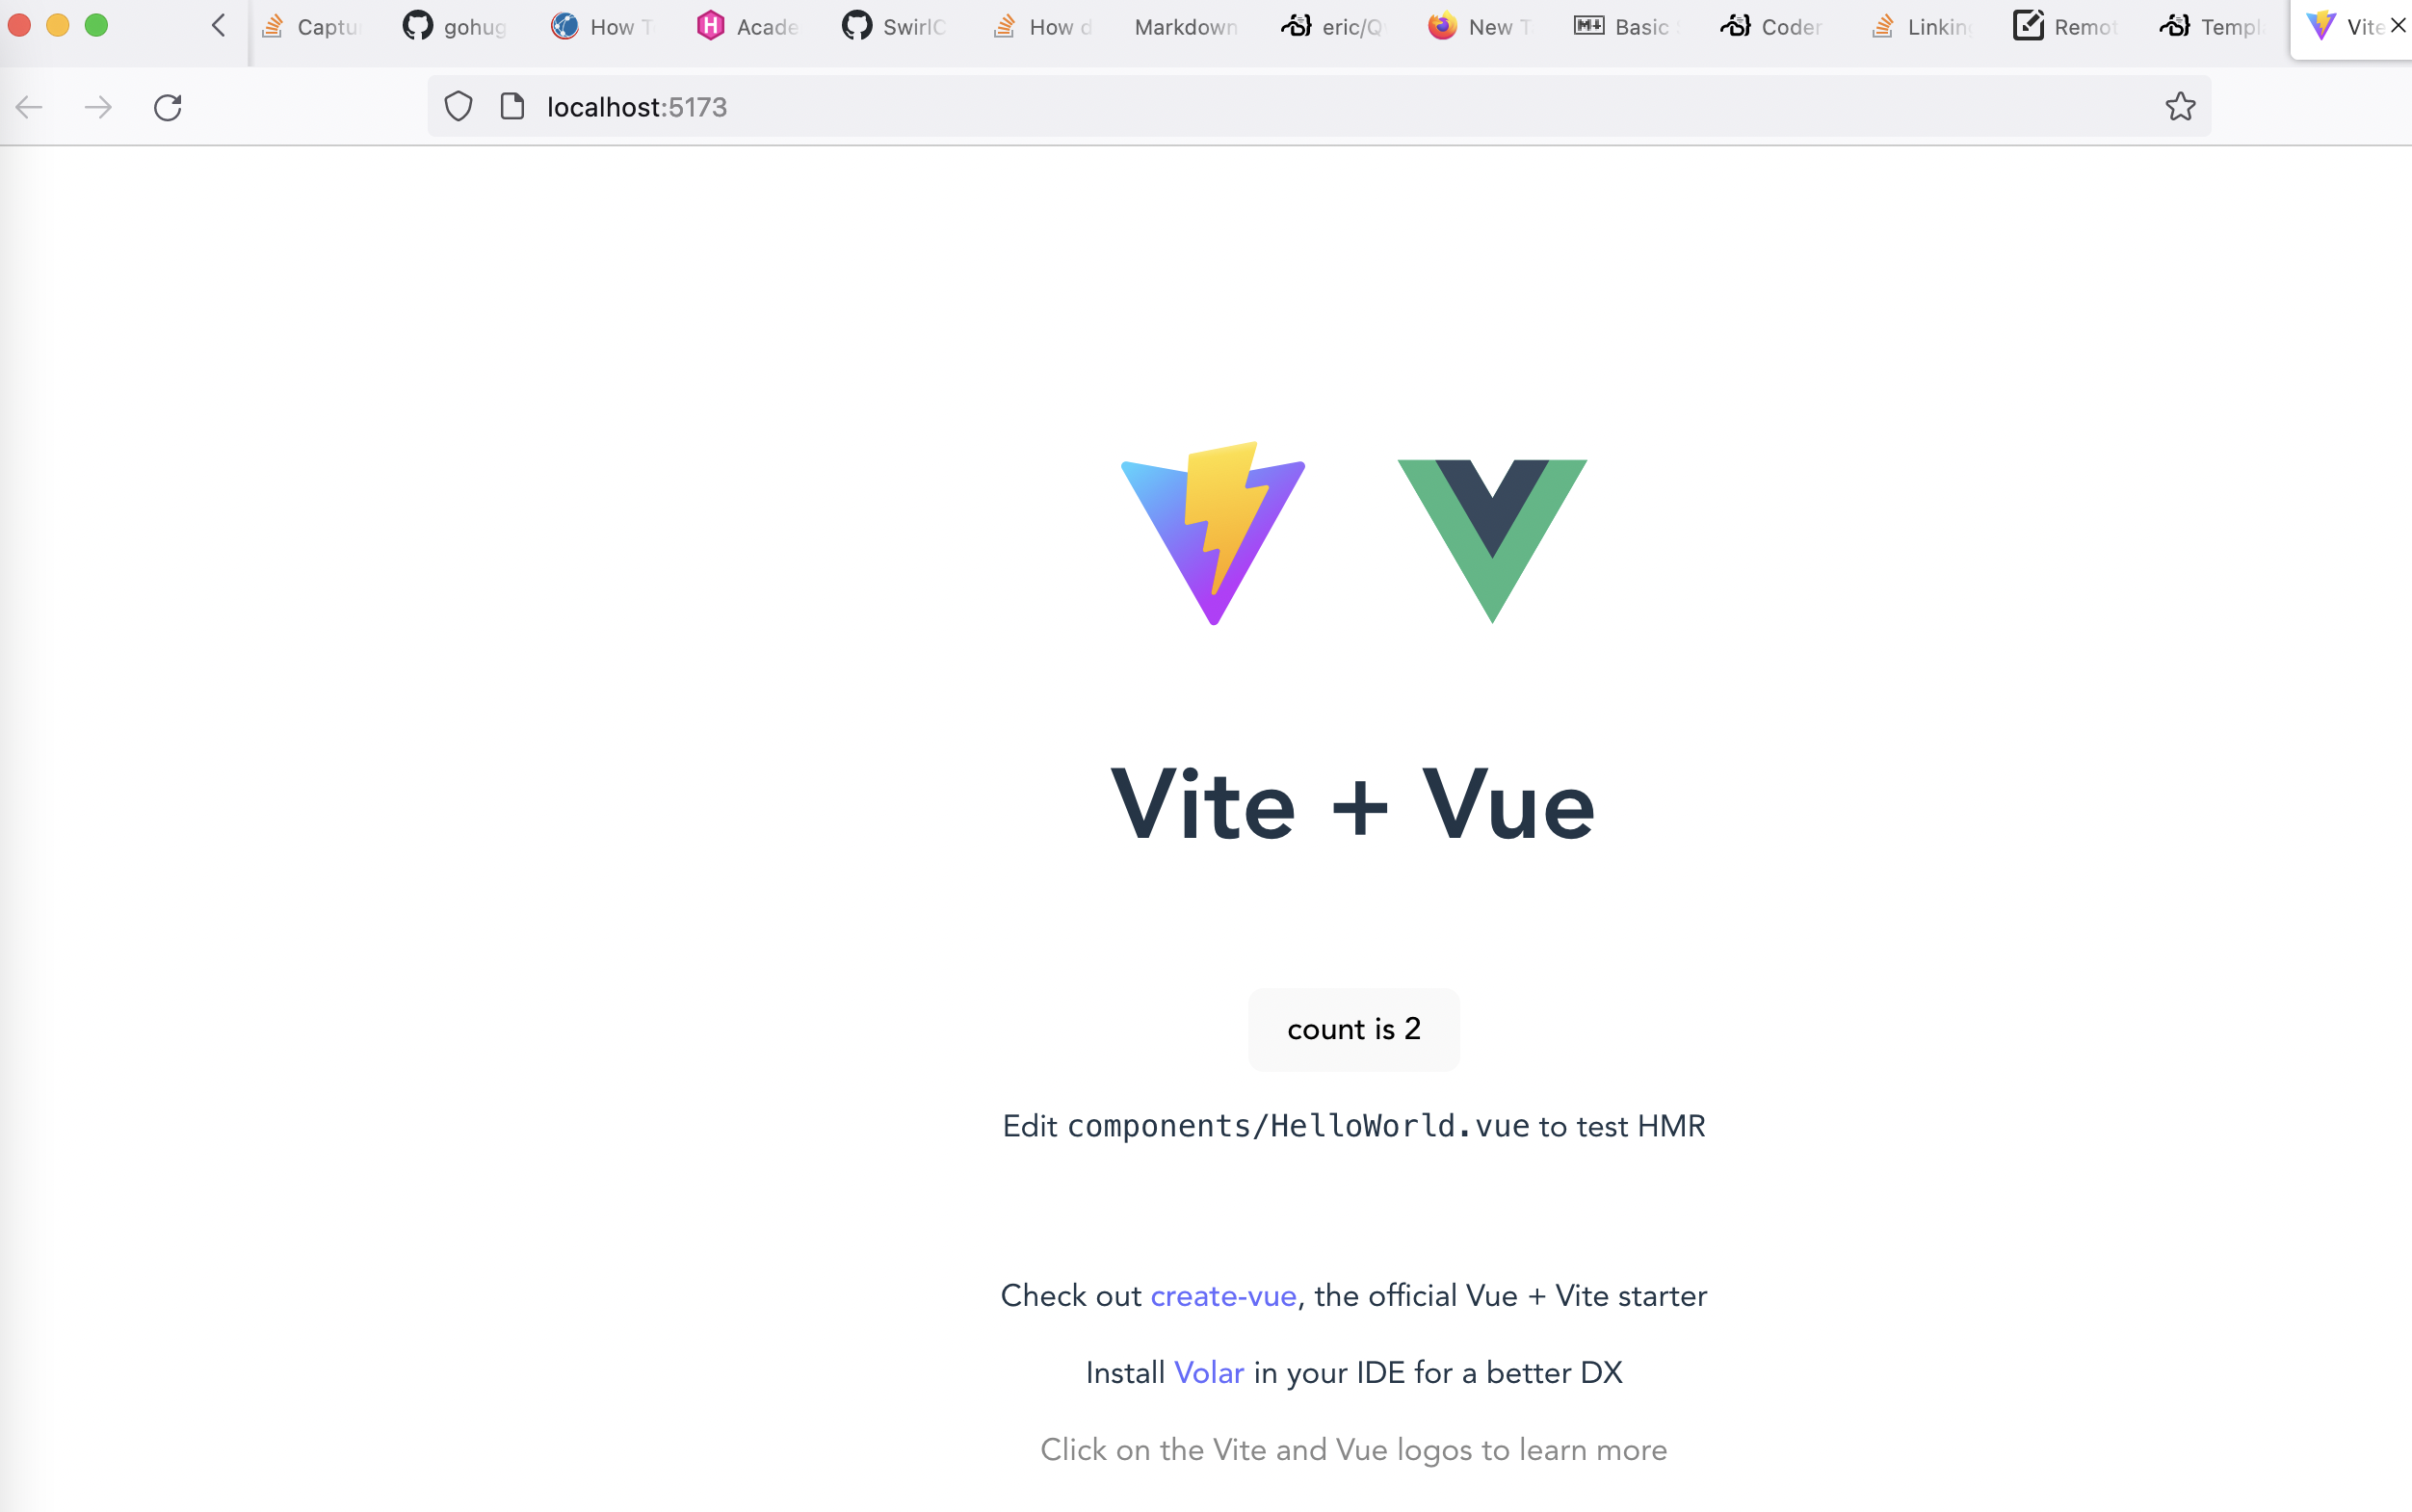 Captu gohug How T Acade SwirlC How d Markdown eric/Q New T Basic Coder Linkin Remot Templ Vite
localhost:5173
Vite + Vue
count is 2
Edit components/HelloWorld.vue to test HMR
Check out create-vue, the official Vue + Vite starter
Install Volar in your IDE for a better DX
Click on the Vite and Vue logos to learn more